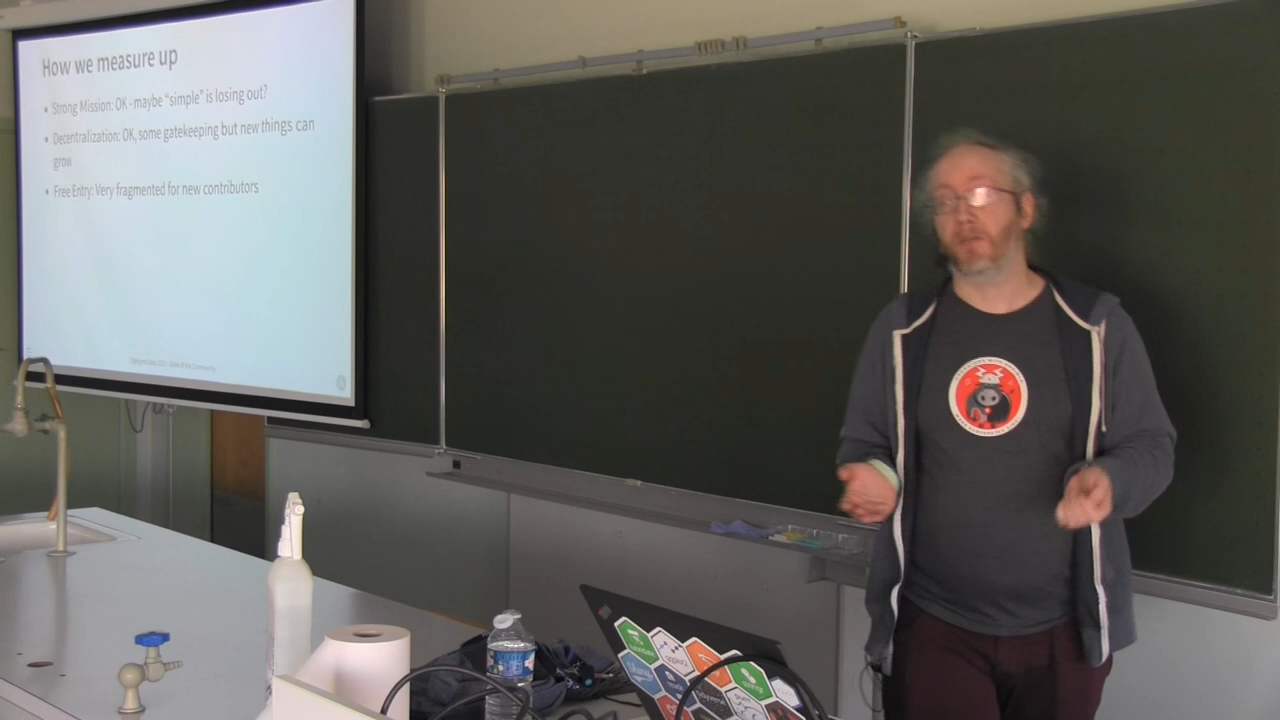 How we measure up
• Strong Mission: OK - maybe “simple” is losing out?
• Decentralization: OK, some gatekeeping but new things can
grow
• Free Entry: Very fragmented for new contributors